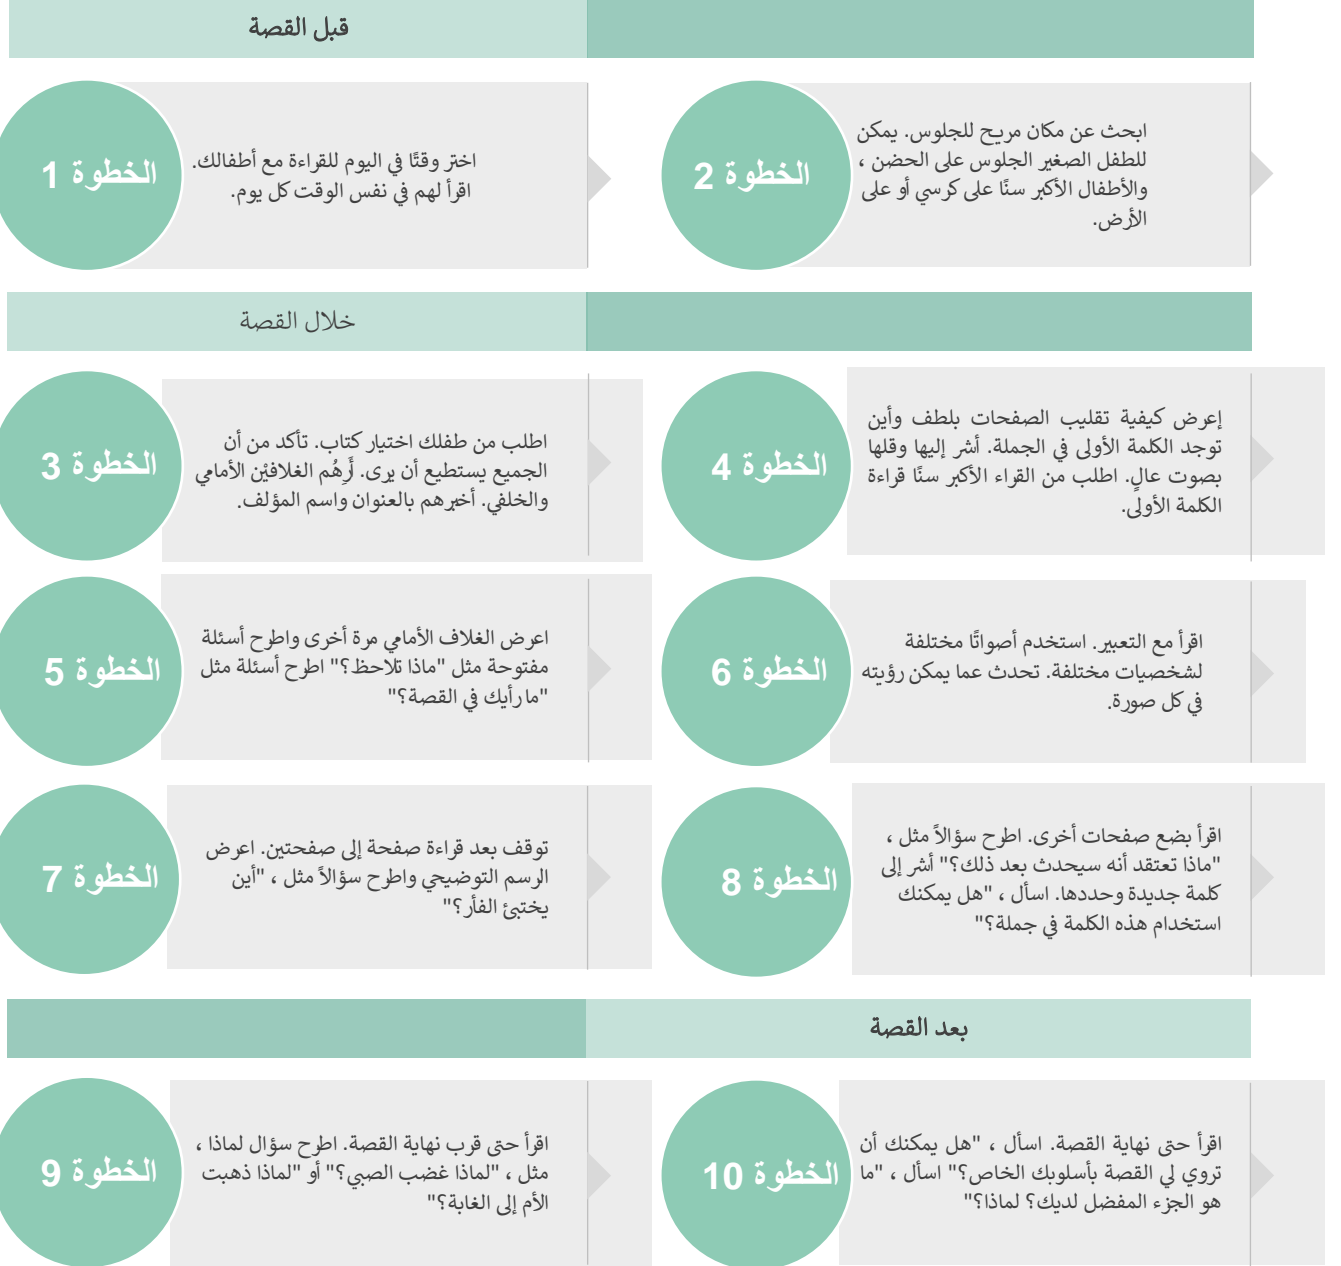 قبل القصة
الخطوة 1
اختر وقتًا في اليوم للقراءة مع أطفالك.
اقرأ لهم في نفس الوقت كل يوم.
الخطوة 2
ابحث عن مكان مريح للجلوس. يمكن
للطفل الصغير الجلوس على الحضن ،
والأطفال الأكبر سنًا على كرسي أو على
الأرض.
خلال القصة
الخطوة 3
اطلب من طفلك اختيار كتاب. تأكد من أن
الجميع يستطيع أن يرى. أَرِهُم الغلافيْن الأمامي
والخلفي. أخبرهم بالعنوان واسم المؤلف.
الخطوة 4
إعرض كيفية تقليب الصفحات بلطف وأين
توجد الكلمة الأولى في الجملة. أشر إليها وقلها
بصوت عالٍ. اطلب من القراء الأكبر سنًا قراءة
الكلمة الأولى.
الخطوة 5
اعرض الغلاف الأمامي مرة أخرى واطرح أسئلة
مفتوحة مثل "ماذا تلاحظ؟" اطرح أسئلة مثل
"ما رأيك في القصة؟"
الخطوة 6
اقرأ مع التعبير. استخدم أصواتًا مختلفة
لشخصيات مختلفة. تحدث عما يمكن رؤيته
في كل صورة.
الخطوة 7
توقف بعد قراءة صفحة إلى صفحتين. اعرض
الرسم التوضيحي واطرح سؤالاً مثل ، "أين
يختبئ الفأر؟"
الخطوة 8
اقرأ بضع صفحات أخرى. اطرح سؤالاً مثل ،
"ماذا تعتقد أنه سيحدث بعد ذلك؟" أشر إلى
كلمة جديدة وحددها. اسأل ، "هل يمكنك
استخدام هذه الكلمة في جملة؟"
بعد القصة
الخطوة 9
اقرأ حتى قرب نهاية القصة. اطرح سؤال لماذا ،
مثل ، "لماذا غضب الصبي؟" أو "لماذا ذهبت
الأم إلى الغابة؟"
الخطوة 10
اقرأ حتى نهاية القصة. اسأل ، "هل يمكنك أن
تروي لي القصة بأسلوبك الخاص؟" اسأل ، "ما
هو الجزء المفضل لديك؟ لماذا؟"